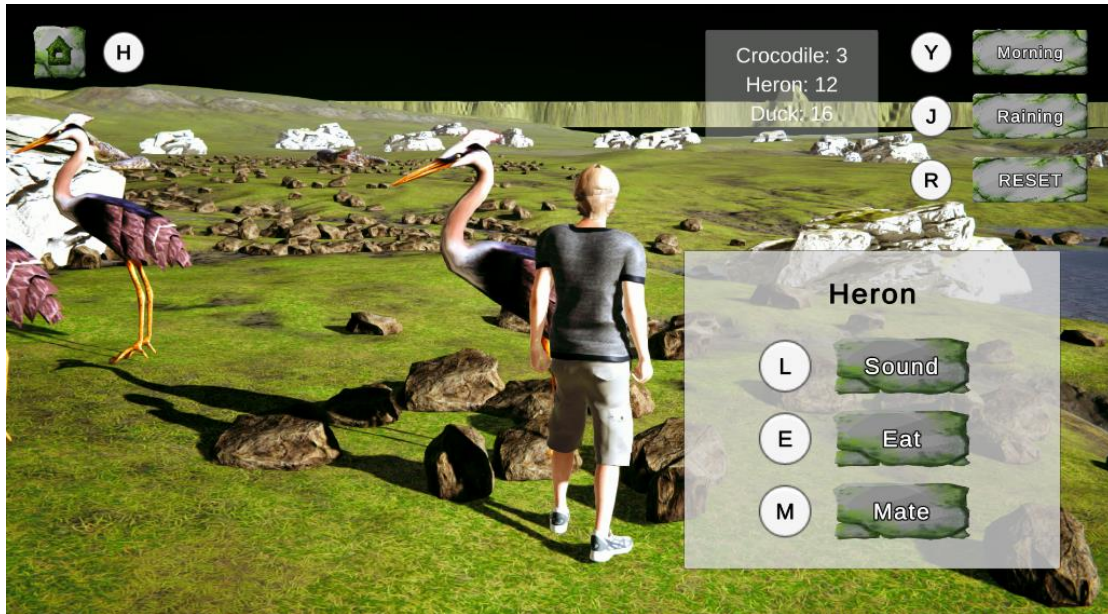 H
Crocodile: 3
Heron: 12
Duck: 16
Y
Morning
J
Raining
R
RESET
Heron
L
Sound
E
Eat
M
Mate